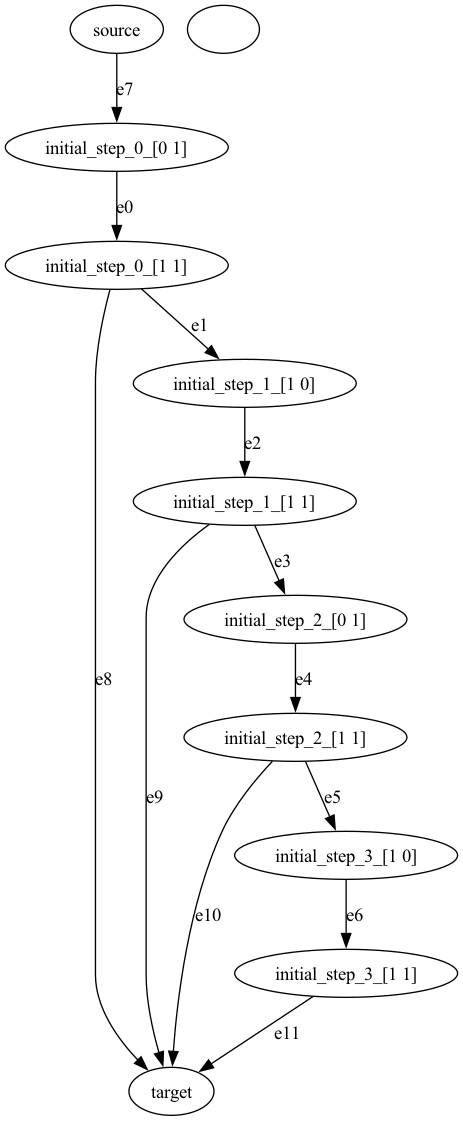 source
e7
initial_step_0_[0 1]
e0
initial_step_0_[1 1]
e1
initial_step_1_[1 0]
e2
initial_step_1_[1 1]
e3
initial_step_2_[0 1]
e8
e4
initial_step_2_[1 1]
e9
e5
initial_step_3_[1 0]
e10
e6
initial_step_3_[1 1]
e11
target